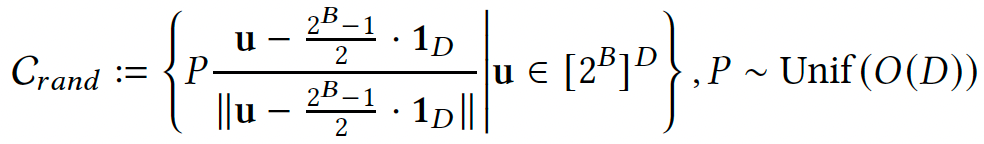 $\mathcal{C}_{rand} := \left\{ P \frac{\mathbf{u} - \frac{2^B - 1}{2} \cdot \mathbf{1}_D}{\| \mathbf{u} - \frac{2^B - 1}{2} \cdot \mathbf{1}_D \|} \middle| \mathbf{u} \in [2^B]^D \right\}, P \sim \mathrm{Unif}(O(D))$